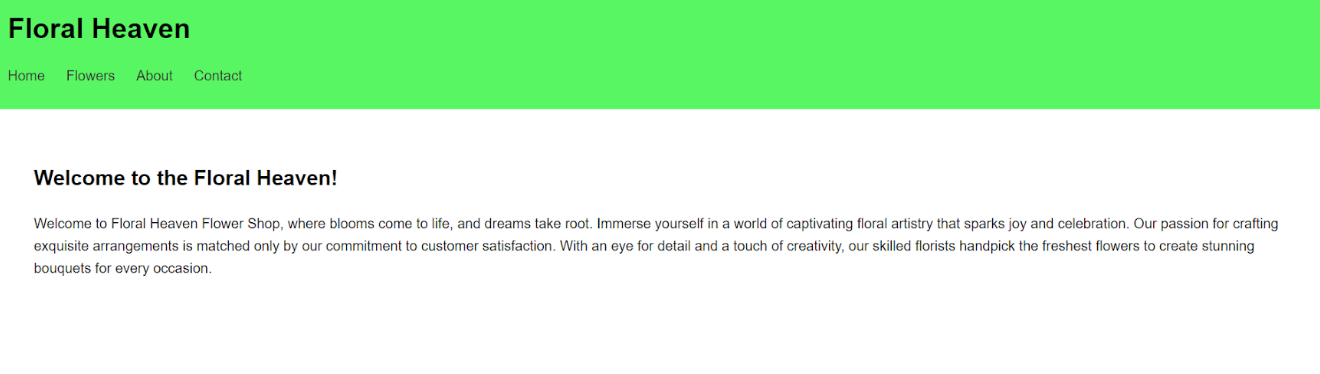 Floral Heaven
Home Flowers About Contact
Welcome to the Floral Heaven!
Welcome to Floral Heaven Flower Shop, where blooms come to life, and dreams take root. Immerse yourself in a world of captivating floral artistry that sparks joy and celebration. Our passion for crafting
exquisite arrangements is matched only by our commitment to customer satisfaction. With an eye for detail and a touch of creativity, our skilled florists handpick the freshest flowers to create stunning
bouquets for every occasion.